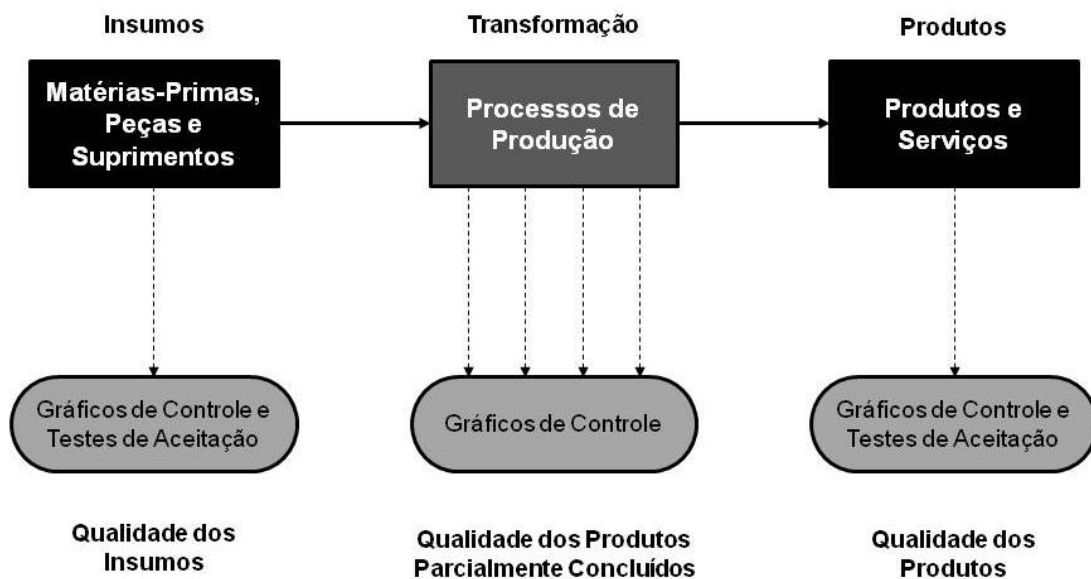 Insumos
Transformação
Produtos
Matérias-Primas,
Peças e
Suprimentos
Processos de
Produção
Produtos e
Serviços
Gráficos de Controle e
Testes de Aceitação
Gráficos de Controle
Gráficos de Controle e
Testes de Aceitação
Qualidade dos
Insumos
Qualidade dos Produtos
Parcialmente Concluídos
Qualidade dos
Produtos